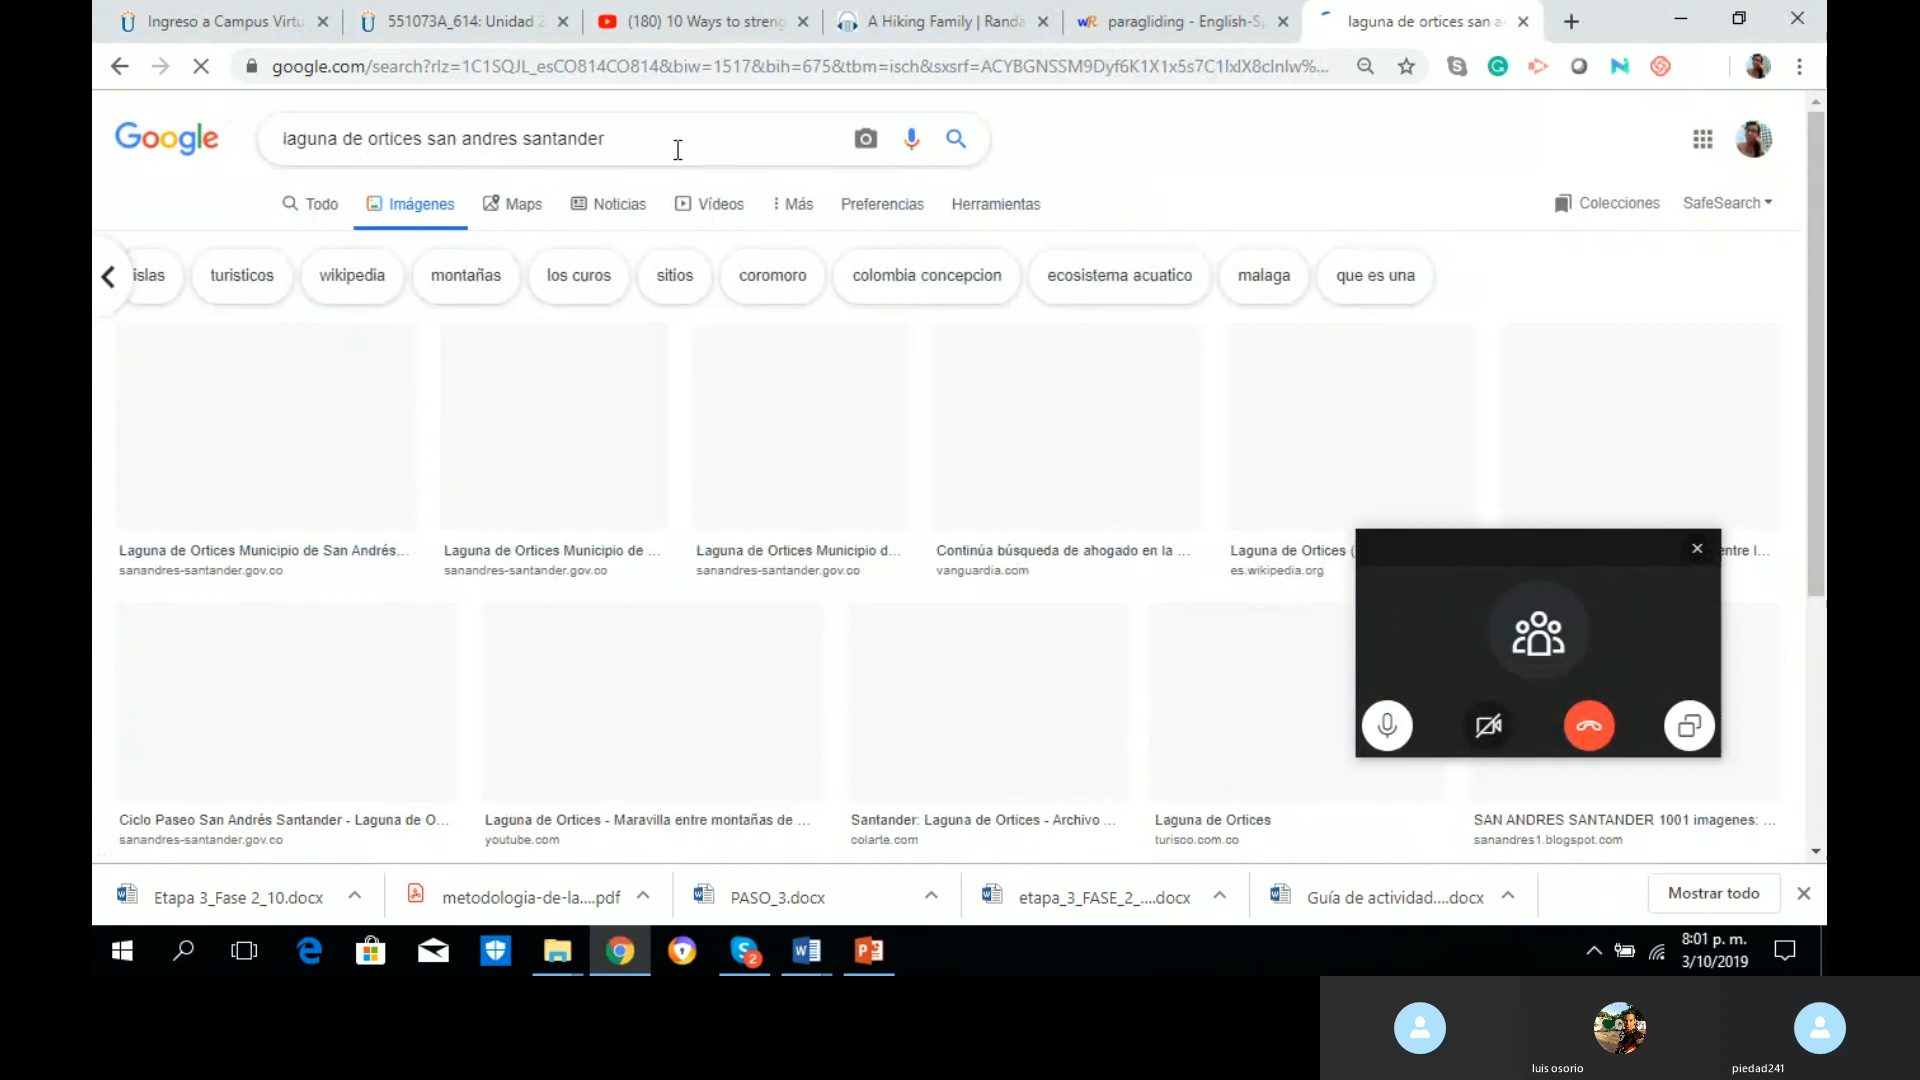 Ingreso a Campus Virtu
551073A_614: Unidad 2
(180) 10 Ways to streng
A Hiking Family | Randa
wR paragliding - English-S
laguna de ortices san a
google.com/search?rlz=1C1SQJL_esCO814CO814&biw=1517&bih=675&tbm=isch&sxsrf=
Google
laguna de ortices san andres santander
Todo
Imágenes
Maps
Noticias
Vídeos
Más
Preferencias
Herramientas
Colecciones
SafeSearch
islas
turisticos
wikipedia
montañas
los curos
sitios
coromoro
colombia concepcion
ecosistema acuatico
malaga
que es una
Laguna de Ortices Municipio de San Andrés...
sanandres-santander.gov.co
Laguna de Ortices Municipio de ...
sanandres-santander.gov.co
Laguna de Ortices Municipio d...
sanandres-santander.gov.co
Continúa búsqueda de ahogado en la ...
vanguardia.com
Laguna de Ortices (
es.wikipedia.org
entre l...
Ciclo Paseo San Andrés Santander - Laguna de O...
sanandres-santander.gov.co
Laguna de Ortices - Maravilla entre montañas de ...
youtube.com
Santander: Laguna de Ortices - Archivo ...
colarte.com
Laguna de Ortices
turisco.com.co
SAN ANDRES SANTANDER 1001 imagenes: ...
sanandres1.blogspot.com
Etapa 3_Fase 2_10.docx
metodologia-de-la....pdf
PASO_3.docx
etapa_3_FASE_2_....docx
Guía de actividad....docx
Mostrar todo
2
8:01 p. m.
3/10/2019
luis osorio
piedad241